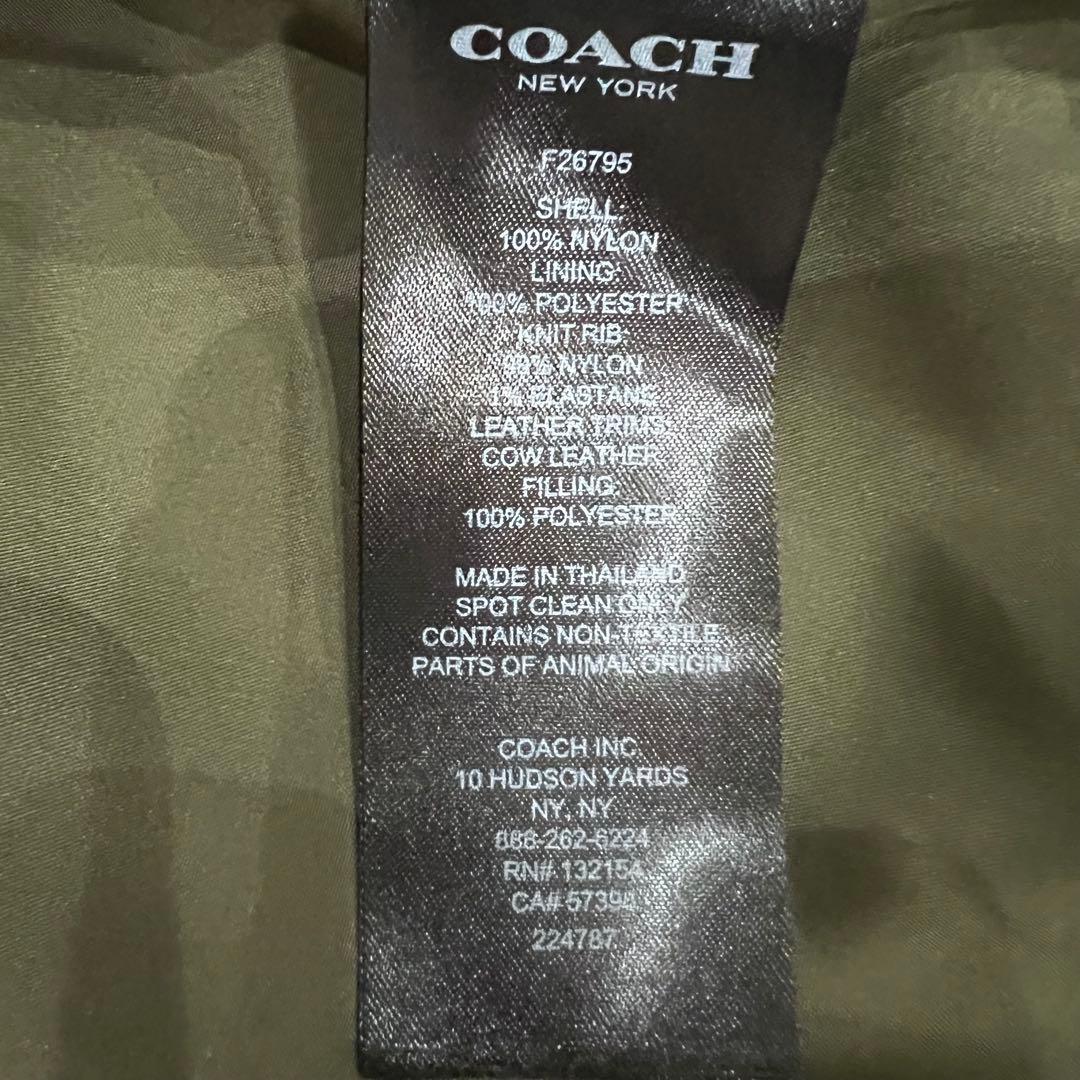 COACH
NEW YORK
F26795
SHELL:
100% NYLON
LINING:
100% POLYESTER
KNIT RIB:
99% NYLON
1% ELASTANE
LEATHER TRIMS:
COW LEATHER
FILLING:
100% POLYESTER
MADE IN THAILAND
SPOT CLEAN ONLY
CONTAINS NON-TEXTILE
PARTS OF ANIMAL ORIGIN
COACH INC.
10 HUDSON YARDS
NY, NY
888-262-6224
RN# 132154
CA#
224787